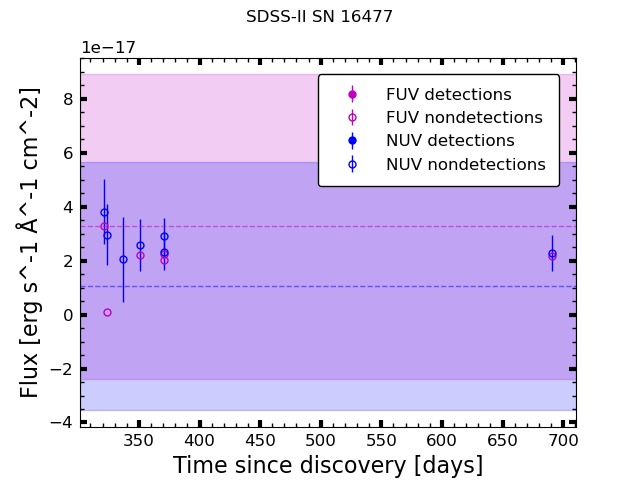 SDSS-II SN 16477
1e−17
FUV detections
FUV nondetections
NUV detections
NUV nondetections
8
6
4
2
0
−2
−4
Flux [erg s^-1 Å^-1 cm^-2]
350 400 450 500 550 600 650 700
Time since discovery [days]